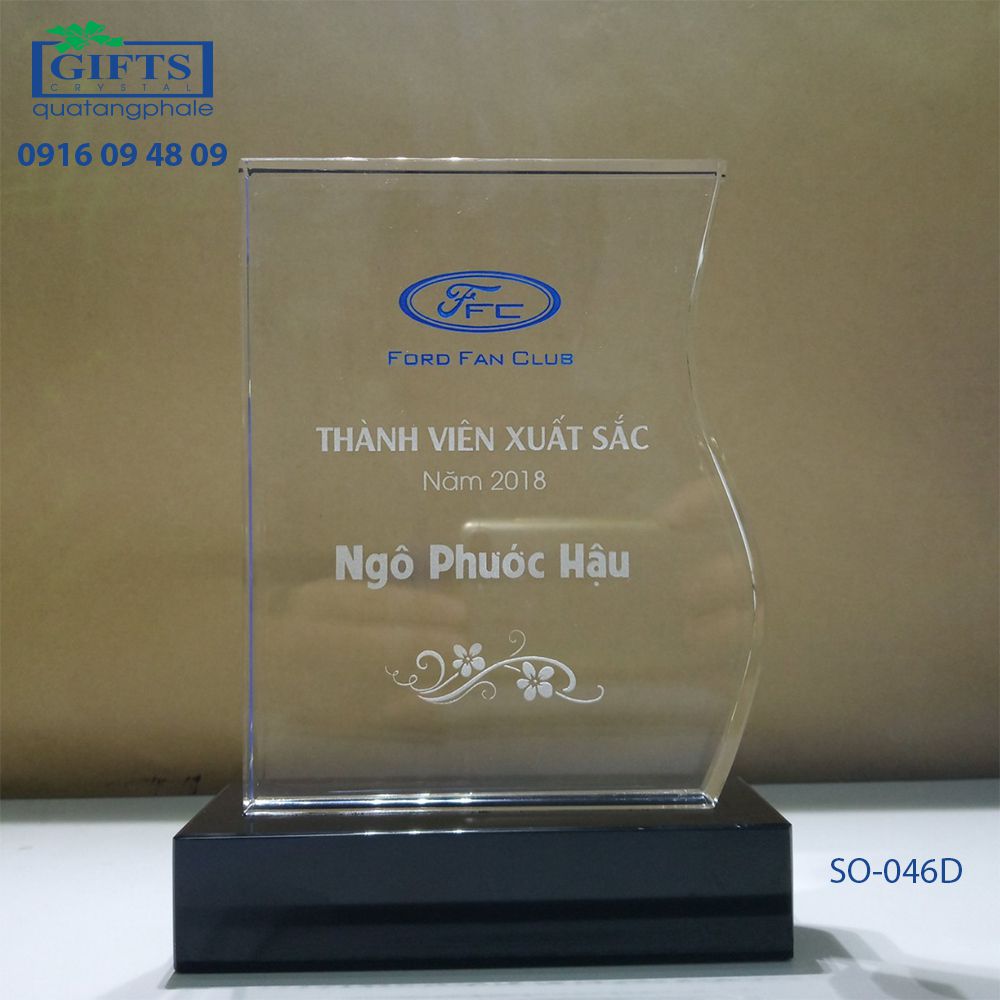 GIFTS
CRYSTAL
quatangphale
0916 09 48 09
FFC
FORD FAN CLUB
THÀNH VIÊN XUẤT SẮC
Năm 2018
Ngô Phước Hậu
SO-046D